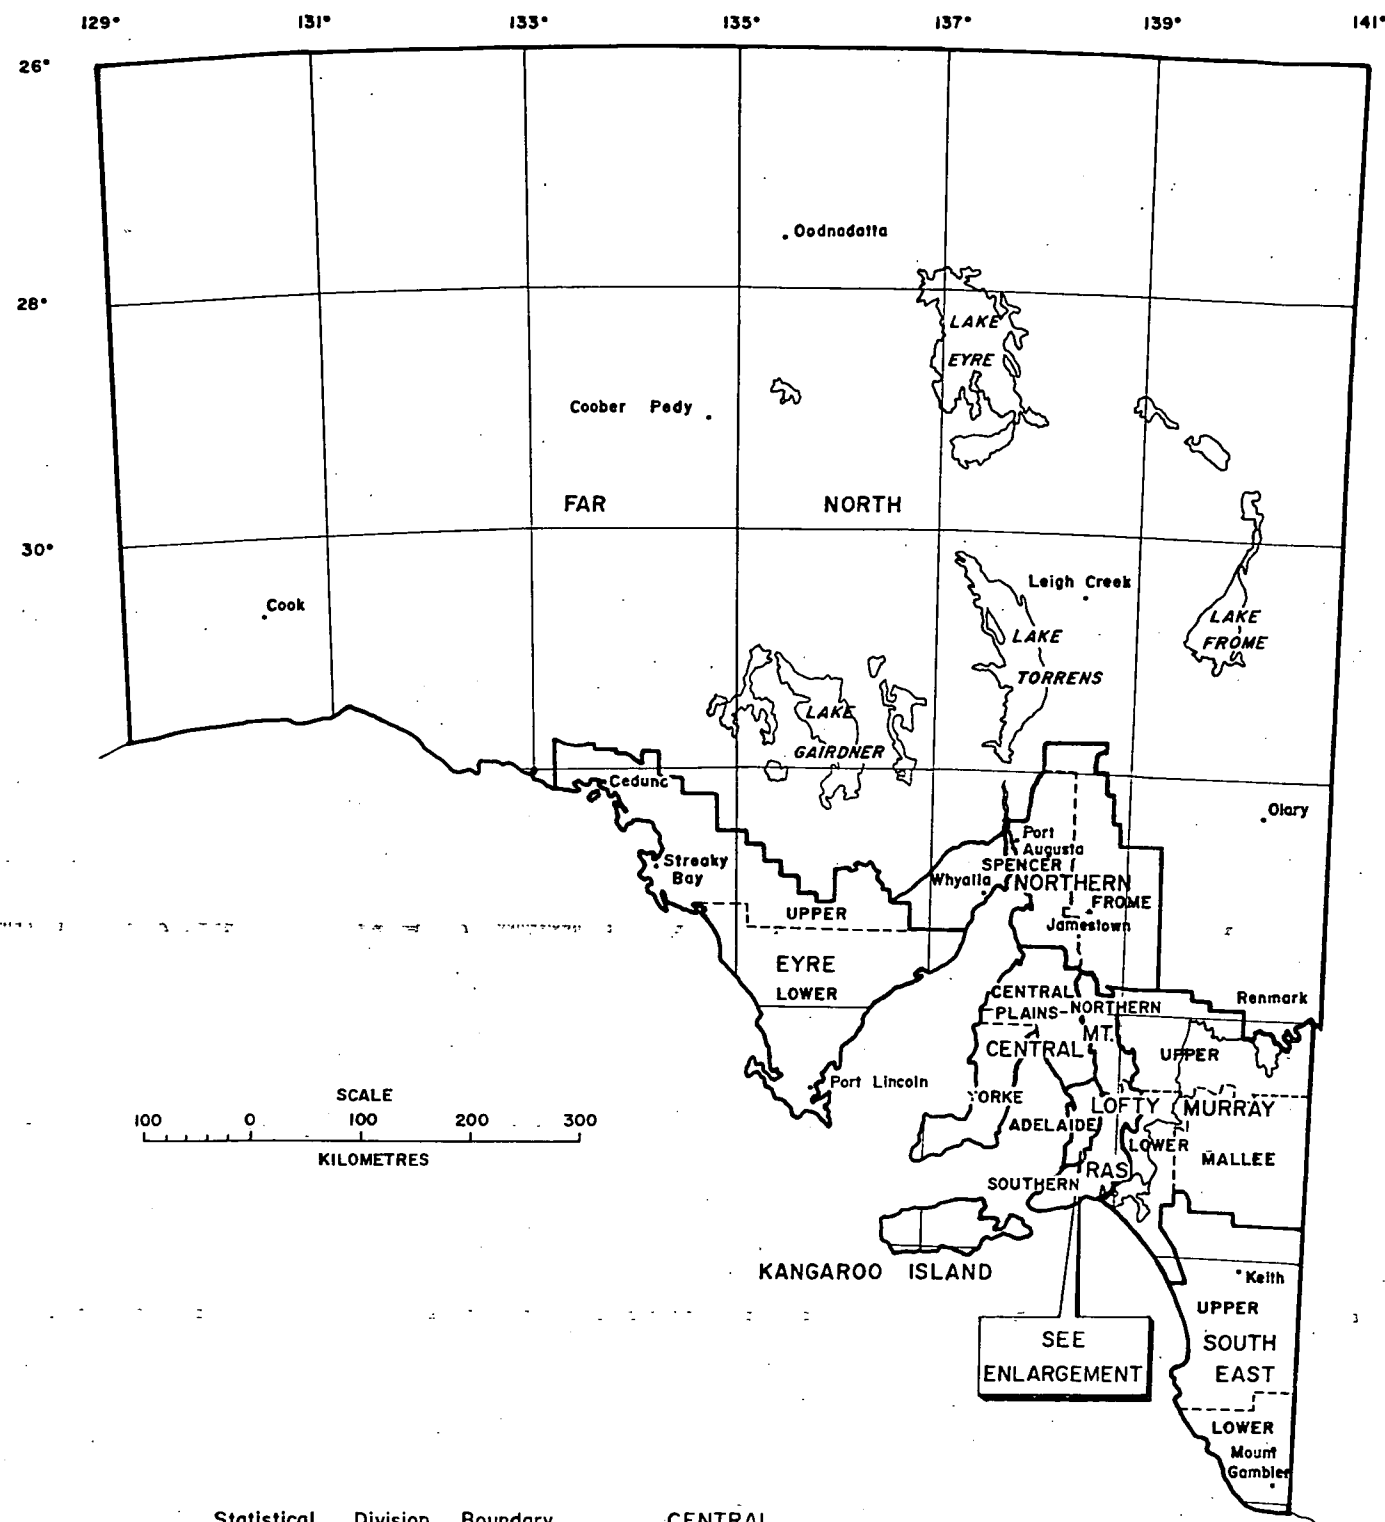 129° 131° 133° 135° 137° 139° 141°
26°
Oodnadatta
28°
LAKE
EYRE
Coober Pedy
FAR NORTH
30°
Leigh Creek
Cook
LAKE
FROME
LAKE
TORRENS
LAKE
GAIRDNER
Ceduna
Olary
Port
Augusta
Streaky
Bay
SPENCER
Whyalla
NORTHERN
FROME
UPPER
Jamestown
EYRE
LOWER
CENTRAL
PLAINS
NORTHERN
Renmark
MT.
CENTRAL
UPPER
Port Lincoln
YORKE
LOFTY
MURRAY
ADELAIDE
LOWER
MALLEE
RAS
SOUTHERN
SCALE
100 0 100 200 300
KILOMETRES
KANGAROO ISLAND
Keith
UPPER
SOUTH
EAST
SEE
ENLARGEMENT
LOWER
Mount
Gambier
Statistical Division Boundary CENTRAL